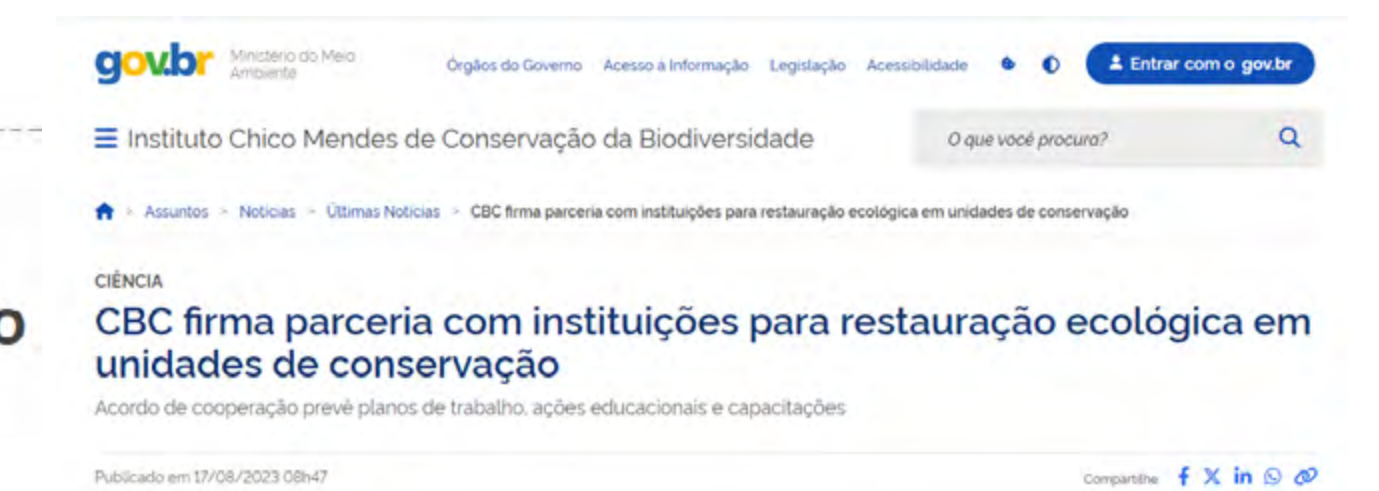 gov.br
Ministério do Meio
Ambiente
Órgãos do Governo Acesso à Informação Legislação Acessibilidade
Entrar com o gov.br
Instituto Chico Mendes de Conservação da Biodiversidade
O que você procura?
Assuntos > Notícias > Últimas Notícias > CBC firma parceria com instituições para restauração ecológica em unidades de conservação
CIÊNCIA
o
CBC firma parceria com instituições para restauração ecológica em
unidades de conservação
Acordo de cooperação prevê planos de trabalho, ações educacionais e capacitações
Publicado em 17/08/2023 08h47
Compartilhe